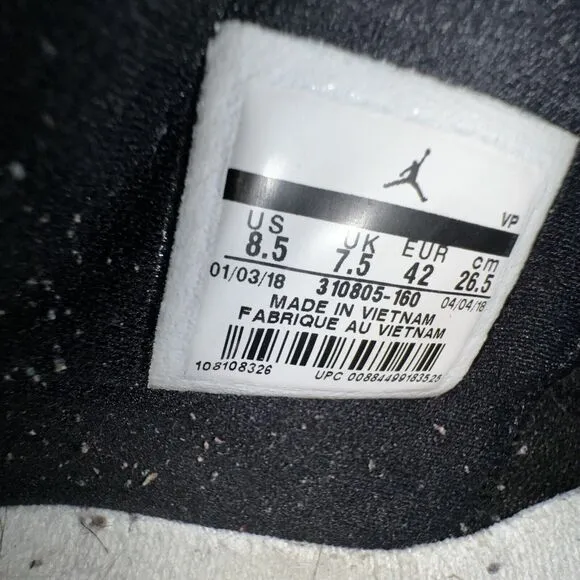 VP
US UK EUR cm
8.5 7.5 42 26.5
01/03/18 310805-160 04/04/18
MADE IN VIETNAM
FABRIQUE AU VIETNAM
108108326 UPC 00884499183525